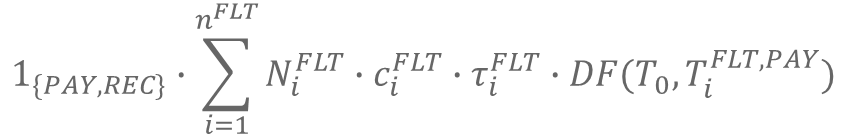 1_{PAY,REC} · ∑_{i=1}^{n^{FLT}} N_i^{FLT} · c_i^{FLT} · τ_i^{FLT} · DF(T_0, T_i^{FLT,PAY})